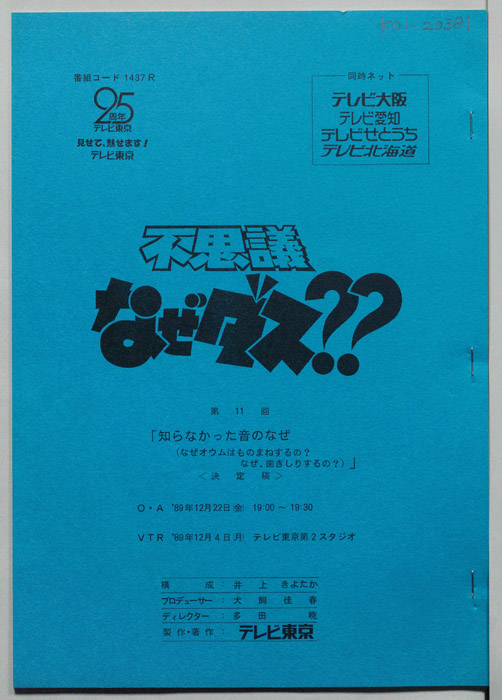 K01-20381
番組コード 1437R
25周年
テレビ東京
見せて、魅せます!
テレビ東京
同時ネット
テレビ大阪
テレビ愛知
テレビせとうち
テレビ北海道
不思議
なぜダス??
第 11 回
「知らなかった音のなぜ
(なぜオウムはものまねするの?
なぜ、歯ぎしりするの?)」
<決定稿>
O・A '89年12月22日(金) 19:00~19:30
VTR '89年12月4日(月) テレビ東京第2スタジオ
構成:井上きよたか
プロデューサー:犬飼佳春
ディレクター:多田暁
製作・著作:テレビ東京